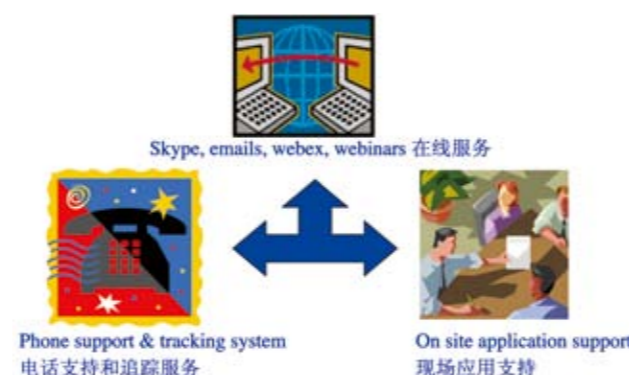 Skype, emails, webex, webinars 在线服务
Phone support & tracking system
电话支持和追踪服务
On site application support
现场应用支持